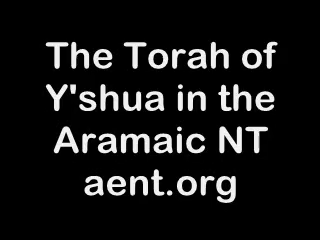 The Torah of
Y'shua in the
Aramaic NT
aent.org